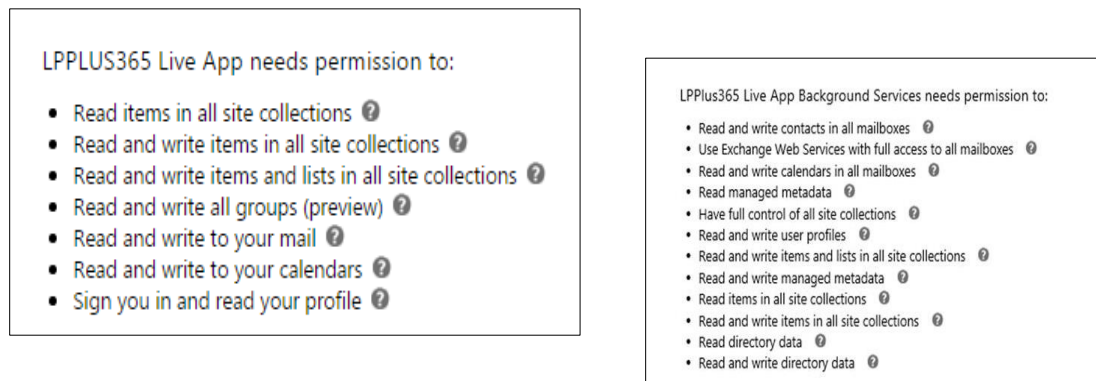 LPPLUS365 Live App needs permission to:
• Read items in all site collections ?
• Read and write items in all site collections ?
• Read and write items and lists in all site collections ?
• Read and write all groups (preview) ?
• Read and write to your mail ?
• Read and write to your calendars ?
• Sign you in and read your profile ?
LPPlus365 Live App Background Services needs permission to:
• Read and write contacts in all mailboxes ?
• Use Exchange Web Services with full access to all mailboxes ?
• Read and write calendars in all mailboxes ?
• Read managed metadata ?
• Have full control of all site collections ?
• Read and write user profiles ?
• Read and write items and lists in all site collections ?
• Read and write managed metadata ?
• Read items in all site collections ?
• Read and write items in all site collections ?
• Read directory data ?
• Read and write directory data ?